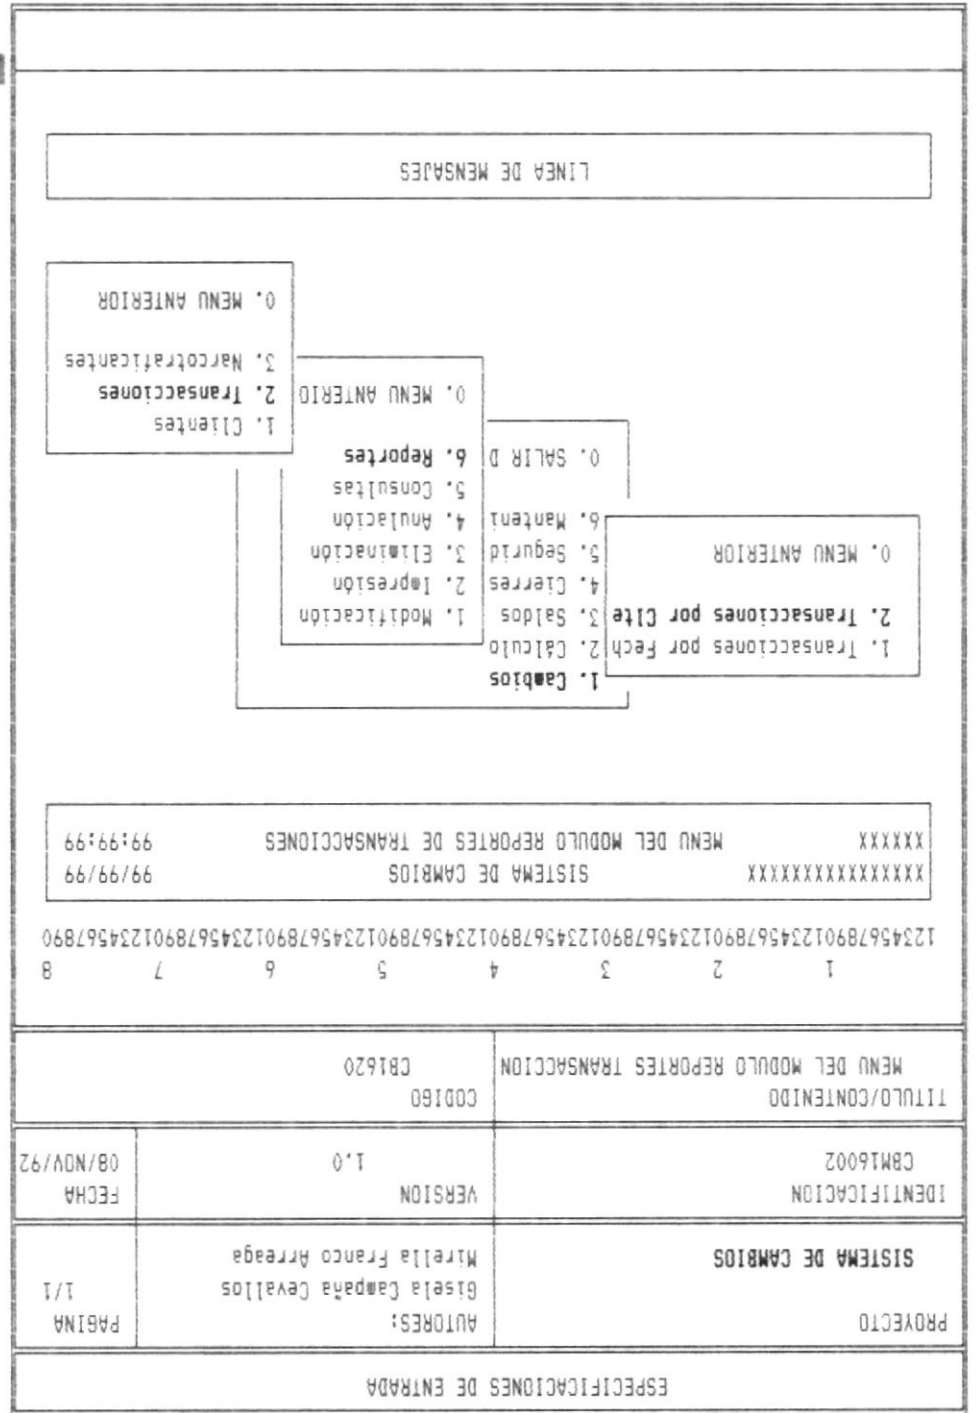 ESPECIFICACIONES DE ENTRADA
PROYECTO
SISTEMA DE CAMBIOS
AUTORES:
Gisela Campaña Cevallos
Mirella Franco Arreaga
PAGINA
1/1
IDENTIFICACION
CBM16002
VERSION
1.0
FECHA
08/NOV/92
TITULO/CONTENIDO
MENU DEL MODULO REPORTES TRANSACCION
CODIGO
CB1620
1 2 3 4 5 6 7 8
12345678901234567890123456789012345678901234567890123456789012345678901234567890
XXXXXXXXXXXXXXXX SISTEMA DE CAMBIOS 99/99/99
XXXXXX MENU DEL MODULO REPORTES DE TRANSACCIONES 99:99:99
1. Cambios
2. Cálculo
3. Saldos
4. Cierres
5. Segurid
6. Manteni
0. SALIR D
1. Transacciones por Fech
2. Transacciones por Clte
0. MENU ANTERIOR
1. Modificación
2. Impresión
3. Eliminación
4. Anulación
5. Consultas
6. Reportes
0. MENU ANTERIO
1. Clientes
2. Transacciones
3. Narcotraficantes
0. MENU ANTERIOR
LINEA DE MENSAJES